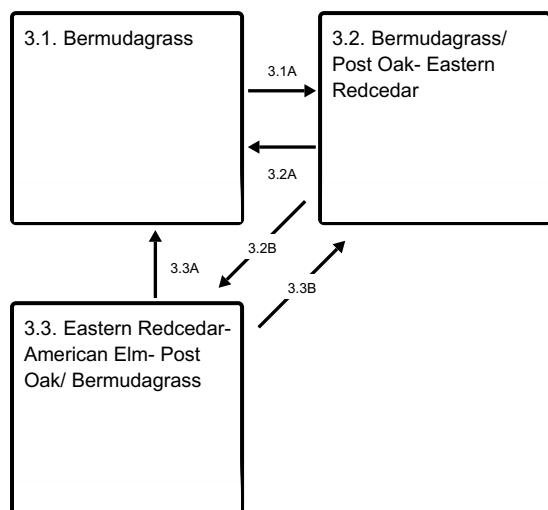 3.1. Bermudagrass
3.1A
3.2. Bermudagrass/
Post Oak- Eastern
Redcedar
3.2A
3.2B
3.3A
3.3B
3.3. Eastern Redcedar-
American Elm- Post
Oak/ Bermudagrass